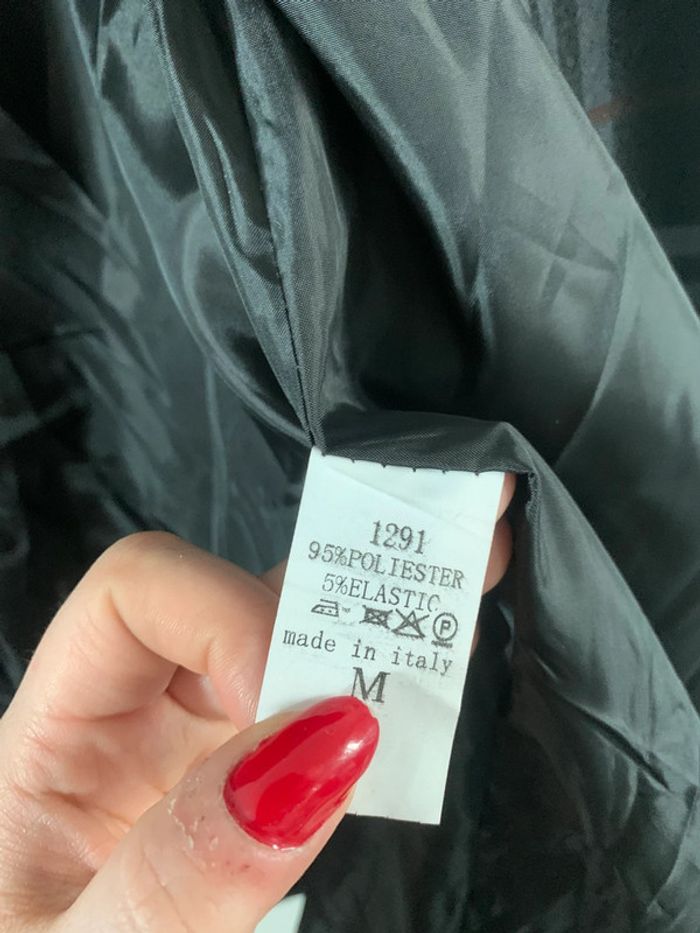 1291
95%POLIESTER
5%ELASTIC
P
made in italy
M